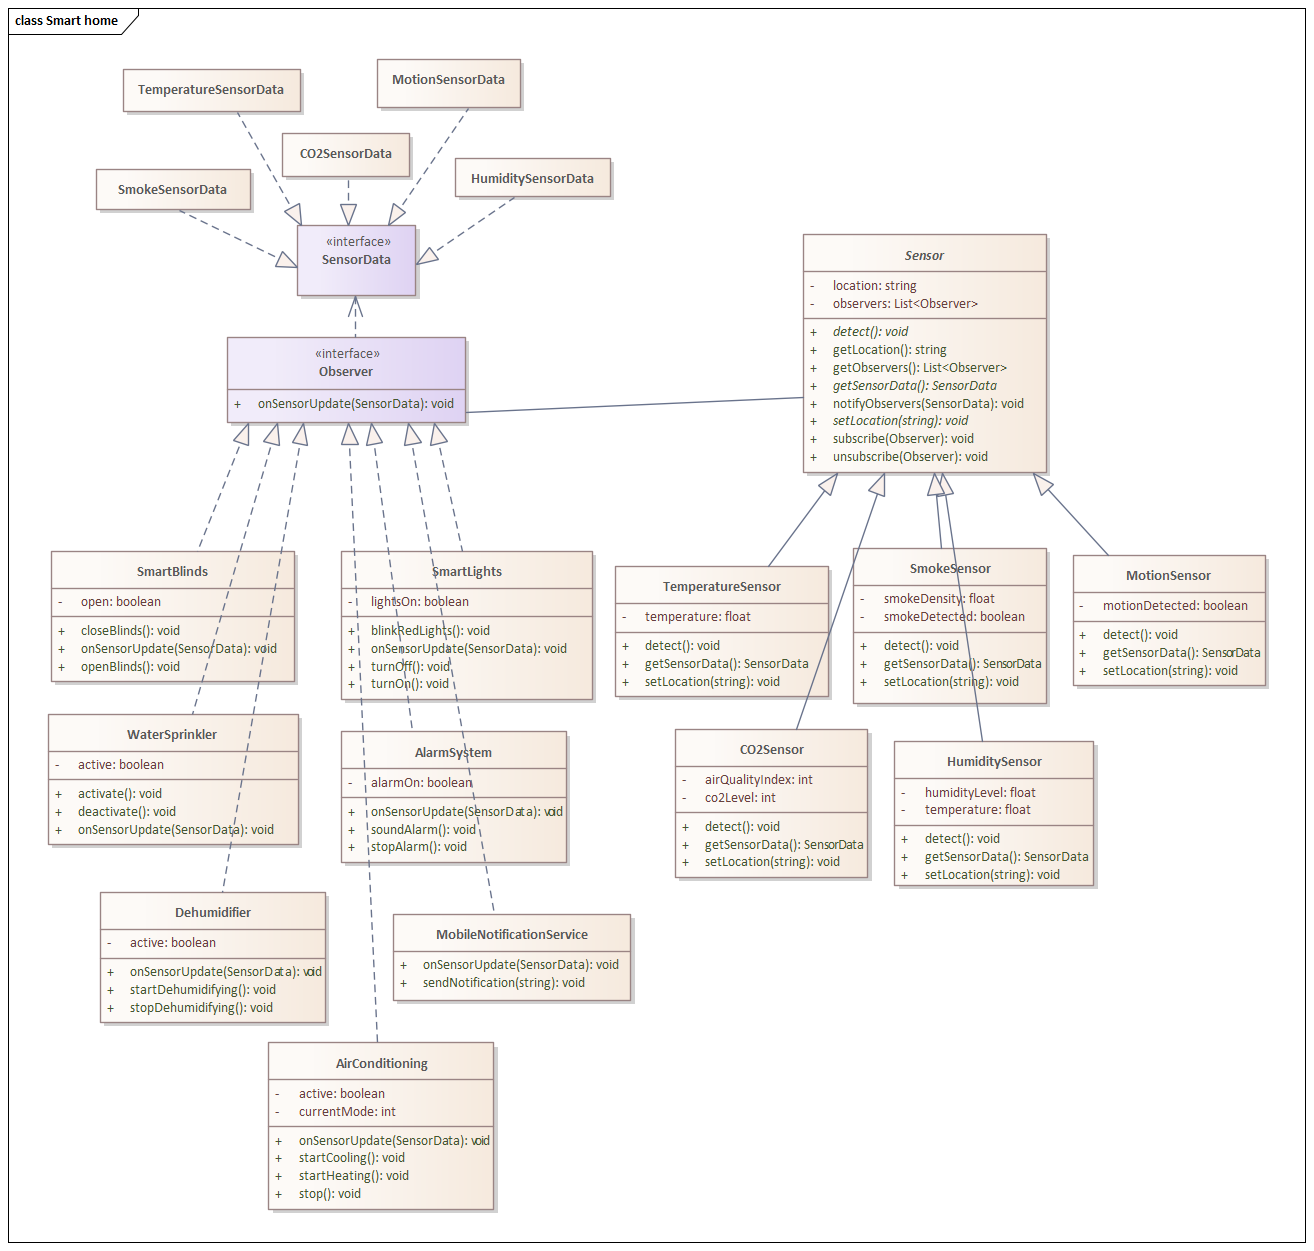 class Smart home
TemperatureSensorData
MotionSensorData
CO2SensorData
SmokeSensorData
HumiditySensorData
«interface»
SensorData
«interface»
Observer
+ onSensorUpdate(SensorData): void
Sensor
- location: string
- observers: List<Observer>
+ detect(): void
+ getLocation(): string
+ getObservers(): List<Observer>
+ getSensorData(): SensorData
+ notifyObservers(SensorData): void
+ setLocation(string): void
+ subscribe(Observer): void
+ unsubscribe(Observer): void
SmartBlinds
- open: boolean
+ closeBlinds(): void
+ onSensorUpdate(SensorData): void
+ openBlinds(): void
SmartLights
- lightsOn: boolean
+ blinkRedLights(): void
+ onSensorUpdate(SensorData): void
+ turnOff(): void
+ turnOn(): void
TemperatureSensor
- temperature: float
+ detect(): void
+ getSensorData(): SensorData
+ setLocation(string): void
SmokeSensor
- smokeDensity: float
- smokeDetected: boolean
+ detect(): void
+ getSensorData(): SensorData
+ setLocation(string): void
MotionSensor
- motionDetected: boolean
+ detect(): void
+ getSensorData(): SensorData
+ setLocation(string): void
WaterSprinkler
- active: boolean
+ activate(): void
+ deactivate(): void
+ onSensorUpdate(SensorData): void
AlarmSystem
- alarmOn: boolean
+ onSensorUpdate(SensorData): void
+ soundAlarm(): void
+ stopAlarm(): void
CO2Sensor
- airQualityIndex: int
- co2Level: int
+ detect(): void
+ getSensorData(): SensorData
+ setLocation(string): void
HumiditySensor
- humidityLevel: float
- temperature: float
+ detect(): void
+ getSensorData(): SensorData
+ setLocation(string): void
Dehumidifier
- active: boolean
+ onSensorUpdate(SensorData): void
+ startDehumidifying(): void
+ stopDehumidifying(): void
MobileNotificationService
+ onSensorUpdate(SensorData): void
+ sendNotification(string): void
AirConditioning
- active: boolean
- currentMode: int
+ onSensorUpdate(SensorData): void
+ startCooling(): void
+ startHeating(): void
+ stop(): void